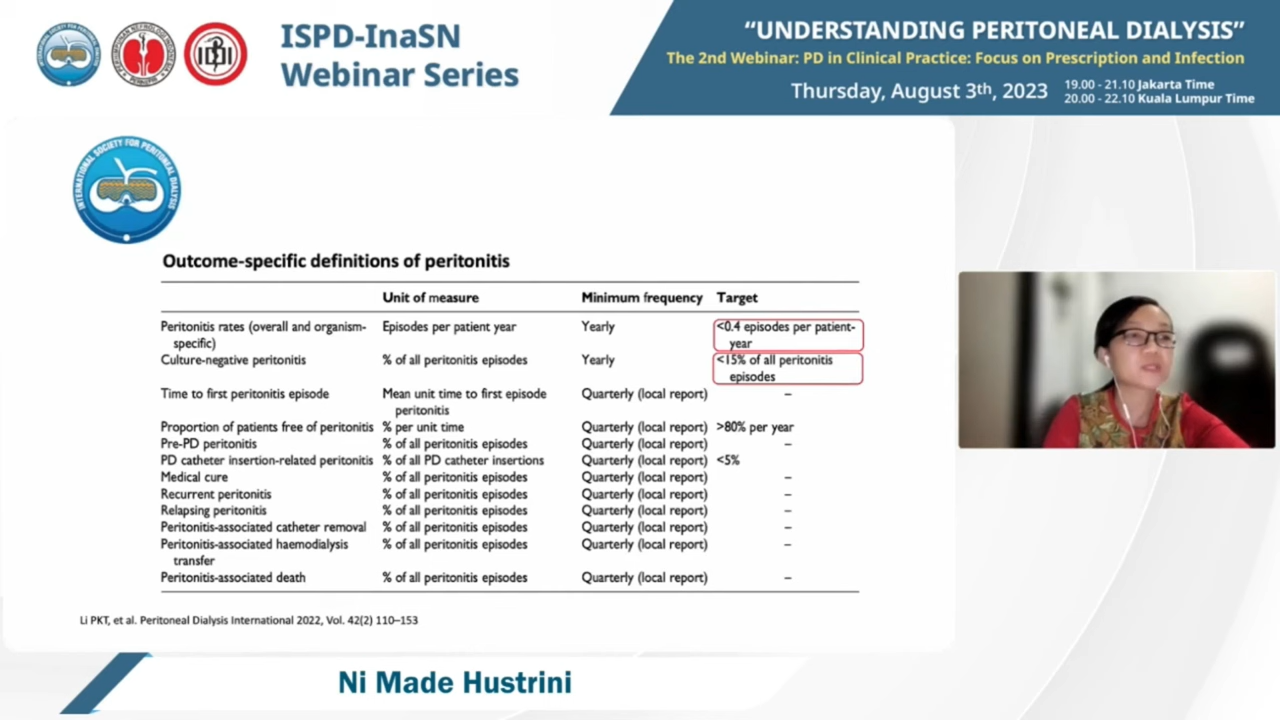 ISPD-InaSN
Webinar Series
“UNDERSTANDING PERITONEAL DIALYSIS”
The 2nd Webinar: PD in Clinical Practice: Focus on Prescription and Infection
Thursday, August 3th, 2023
19.00 - 21.10 Jakarta Time
20.00 - 22.10 Kuala Lumpur Time
INTERNATIONAL SOCIETY FOR PERITONEAL DIALYSIS
Outcome-specific definitions of peritonitis
Unit of measure Minimum frequency Target
Peritonitis rates (overall and organism- Episodes per patient year Yearly <0.4 episodes per patient-
specific) year
Culture-negative peritonitis % of all peritonitis episodes Yearly <15% of all peritonitis
episodes
Time to first peritonitis episode Mean unit time to first episode Quarterly (local report) –
peritonitis
Proportion of patients free of peritonitis % per unit time Quarterly (local report) >80% per year
Pre-PD peritonitis % of all peritonitis episodes Quarterly (local report) –
PD catheter insertion-related peritonitis % of all PD catheter insertions Quarterly (local report) <5%
Medical cure % of all peritonitis episodes Quarterly (local report) –
Recurrent peritonitis % of all peritonitis episodes Quarterly (local report) –
Relapsing peritonitis % of all peritonitis episodes Quarterly (local report) –
Peritonitis-associated catheter removal % of all peritonitis episodes Quarterly (local report) –
Peritonitis-associated haemodialysis % of all peritonitis episodes Quarterly (local report) –
transfer
Peritonitis-associated death % of all peritonitis episodes Quarterly (local report) –
Li PKT, et al. Peritoneal Dialysis International 2022, Vol. 42(2) 110–153
Ni Made Hustrini